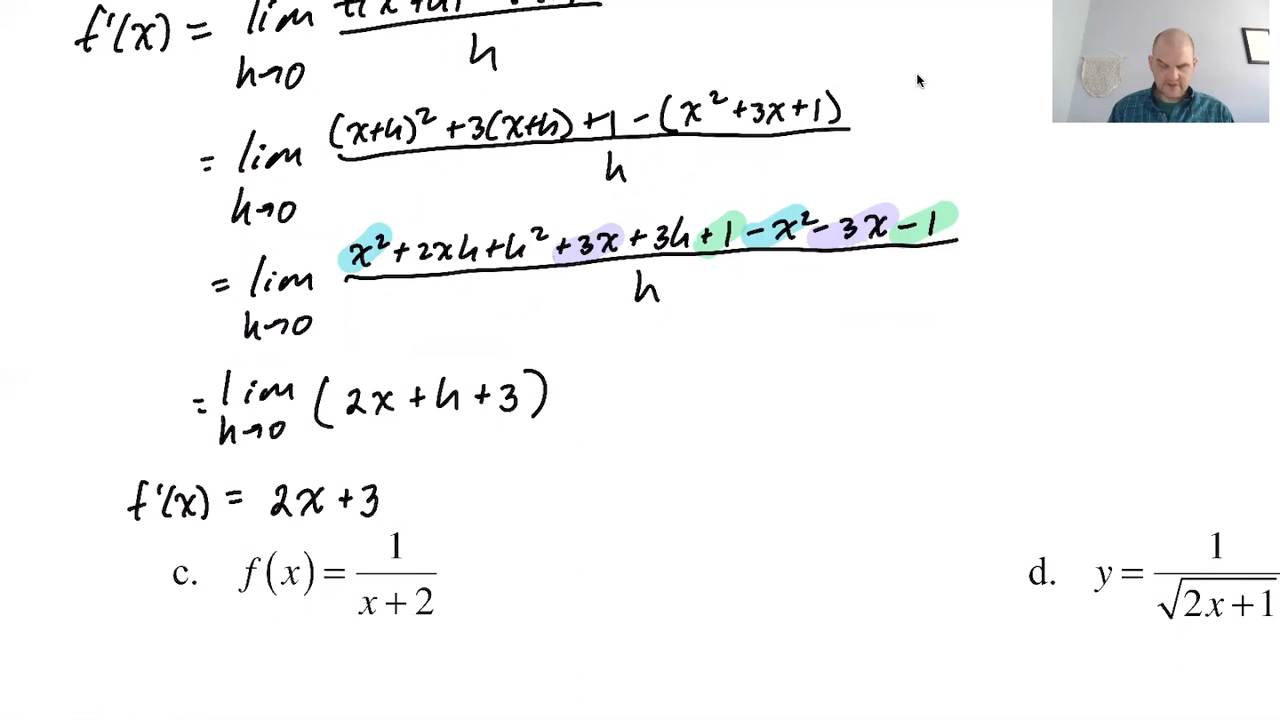 f'(x) = lim h→0 f(x+h) / h
= lim h→0 (x+h)² + 3(x+h) + 1 - (x² + 3x + 1) / h
= lim h→0 x² + 2xh + h² + 3x + 3h + 1 - x² - 3x - 1 / h
= lim h→0 (2x + h + 3)
f'(x) = 2x + 3
c. f(x) = 1 / x + 2
d. y = 1 / √2x + 1